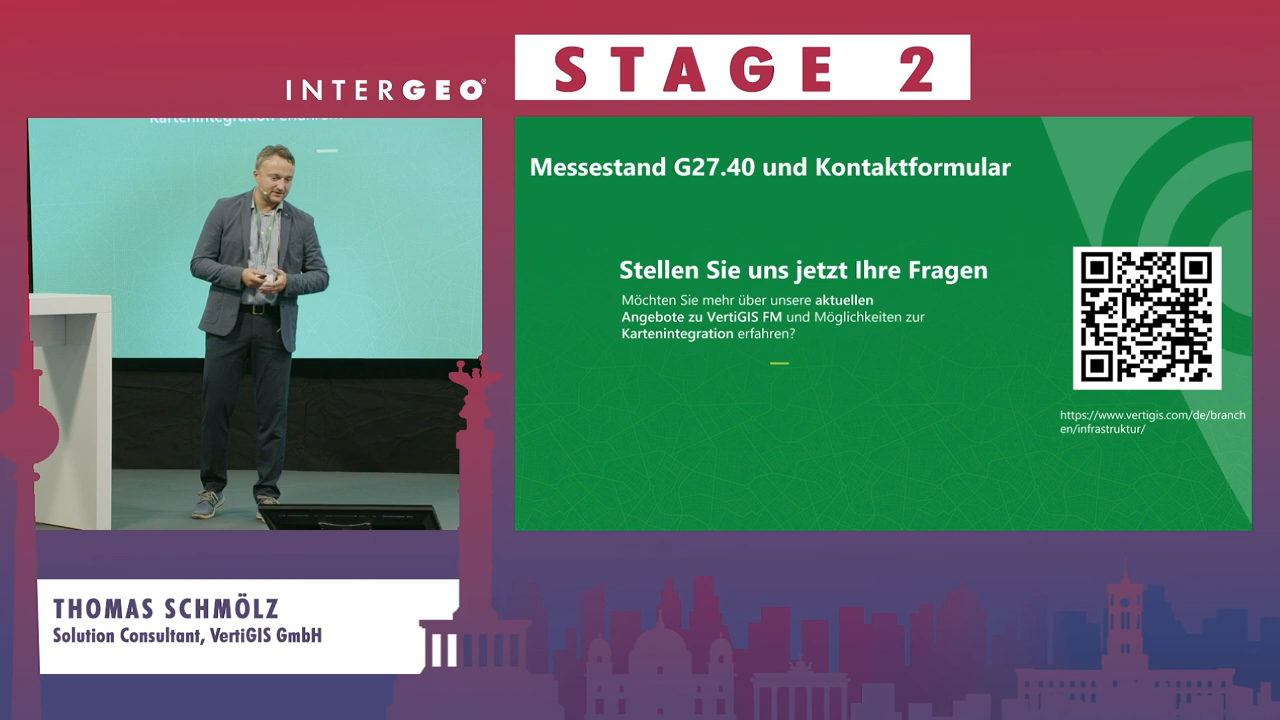 STAGE 2
INTERGEO®
Messestand G27.40 und Kontaktformular
Stellen Sie uns jetzt Ihre Fragen
Möchten Sie mehr über unsere aktuellen
Angebote zu VertiGIS FM und Möglichkeiten zur
Kartenintegration erfahren?
https://www.vertigis.com/de/branch
en/infrastruktur/
THOMAS SCHMÖLZ
Solution Consultant, VertiGIS GmbH